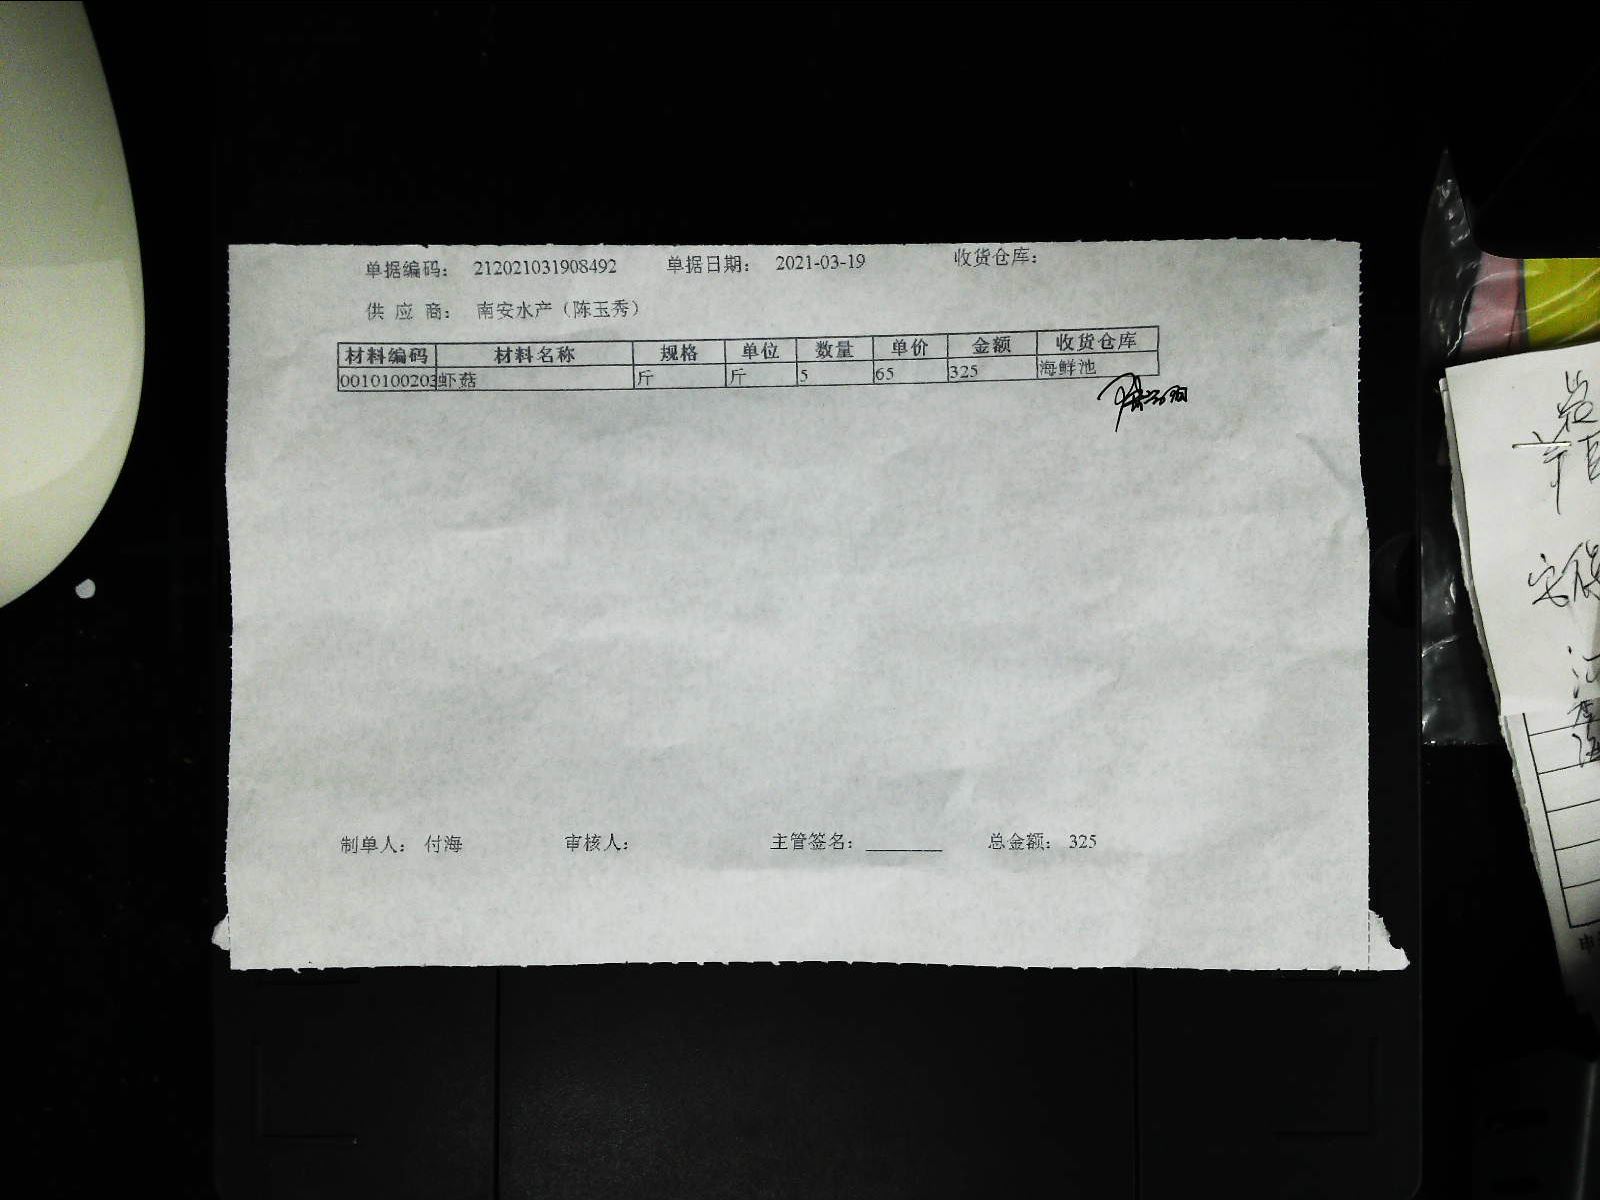 单据编码： 212021031908492 单据日期： 2021-03-19 收货仓库：
供 应 商： 南安水产（陈玉秀）
材料编码 材料名称 规格 单位 数量 单价 金额 收货仓库
0010100203 虾菇 斤 斤 5 65 325 海鲜池
制单人： 付海 审核人： 主管签名：________ 总金额： 325